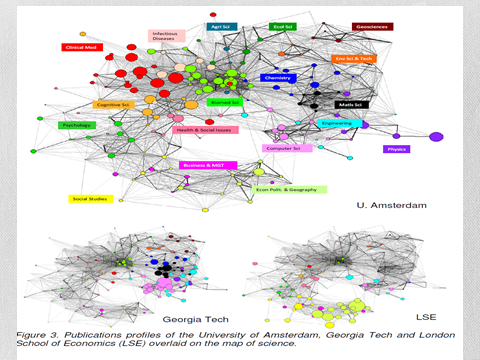 Agri Sci
Ecol Sci
Geosciences
Infectious
Diseases
Clinical Med
Env Sci & Tech
Chemistry
Cognitive Sci.
Biomed Sci
Matls Sci
Psychology
Health & Social Issues
Engineering
Computer Sci
Physics
Business & MGT
Econ Polit. & Geography
Social Studies
U. Amsterdam
Georgia Tech
LSE
Figure 3. Publications profiles of the University of Amsterdam, Georgia Tech and London
School of Economics (LSE) overlaid on the map of science.